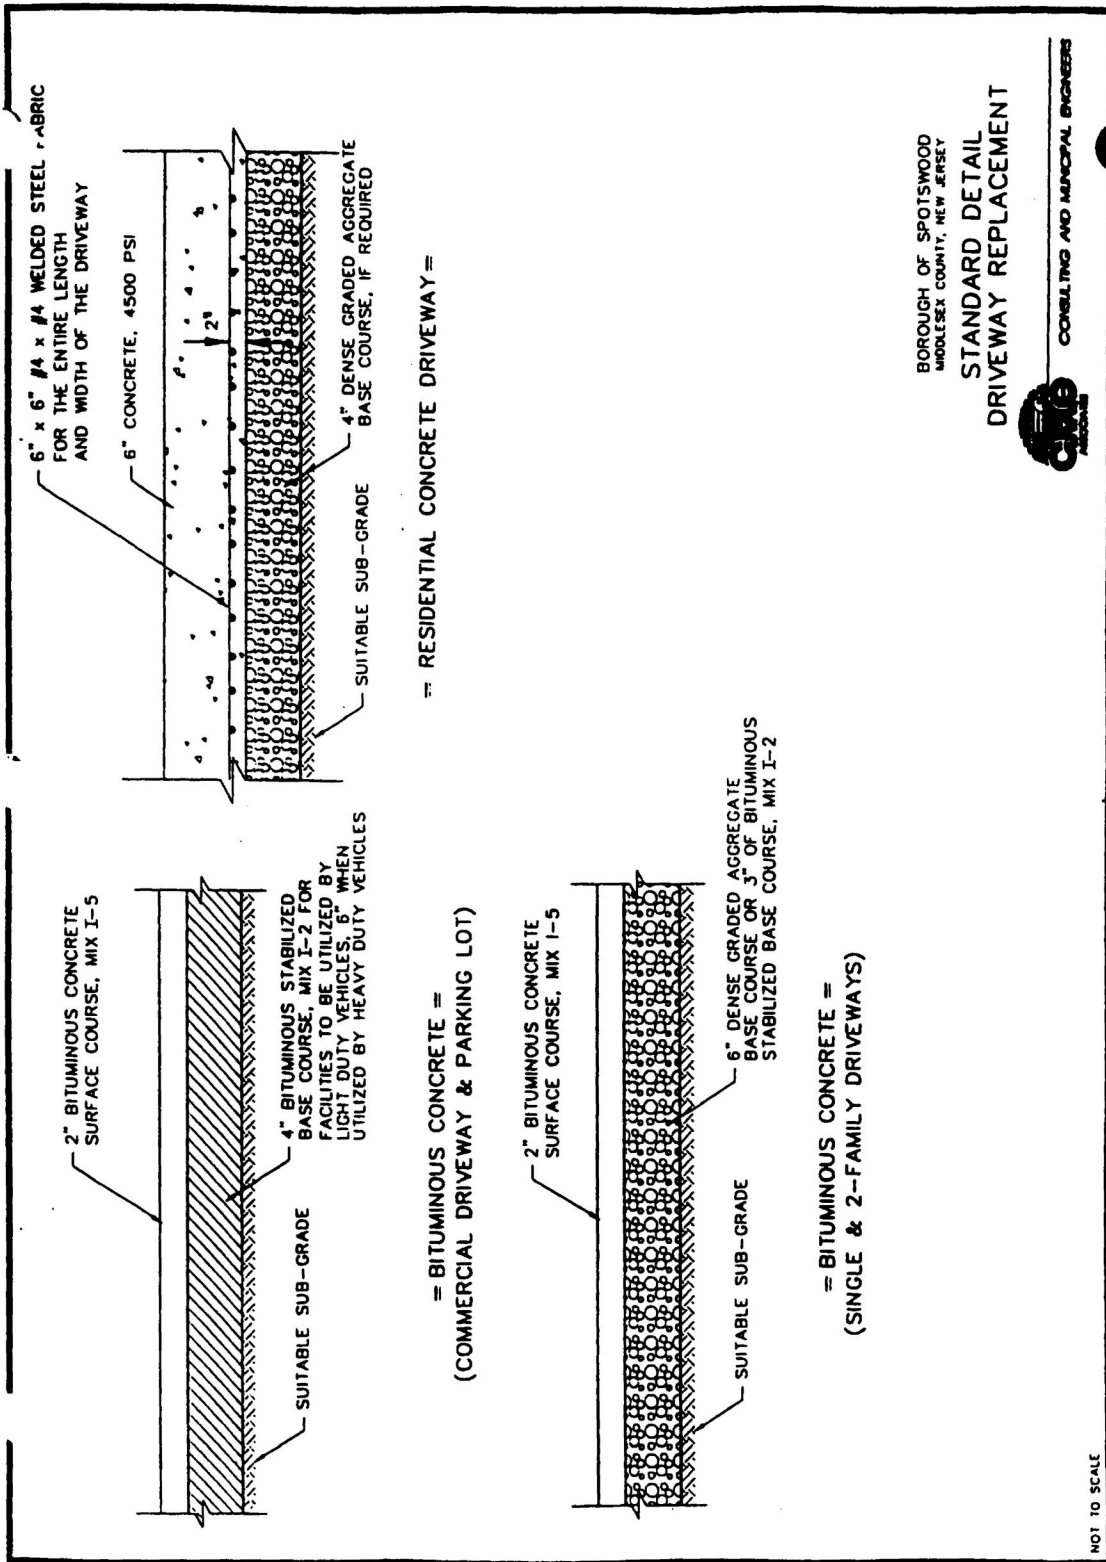 2" BITUMINOUS CONCRETE
SURFACE COURSE, MIX I-5
4" BITUMINOUS STABILIZED
BASE COURSE, MIX I-2 FOR
FACILITIES TO BE UTILIZED BY
LIGHT DUTY VEHICLES, 6" WHEN
UTILIZED BY HEAVY DUTY VEHICLES
SUITABLE SUB-GRADE
= BITUMINOUS CONCRETE =
(COMMERCIAL DRIVEWAY & PARKING LOT)
6" x 6" #4 x #4 WELDED STEEL FABRIC
FOR THE ENTIRE LENGTH
AND WIDTH OF THE DRIVEWAY
6" CONCRETE, 4500 PSI
2"
4" DENSE GRADED AGGREGATE
BASE COURSE, IF REQUIRED
SUITABLE SUB-GRADE
= RESIDENTIAL CONCRETE DRIVEWAY=
2" BITUMINOUS CONCRETE
SURFACE COURSE, MIX I-5
6" DENSE GRADED AGGREGATE
BASE COURSE OR 3" OF BITUMINOUS
STABILIZED BASE COURSE, MIX I-2
SUITABLE SUB-GRADE
= BITUMINOUS CONCRETE =
(SINGLE & 2-FAMILY DRIVEWAYS)
BOROUGH OF SPOTSWOOD
MIDDLESEX COUNTY, NEW JERSEY
STANDARD DETAIL
DRIVEWAY REPLACEMENT
ASSOCIATES
CONSULTING AND MUNICIPAL ENGINEERS
NOT TO SCALE